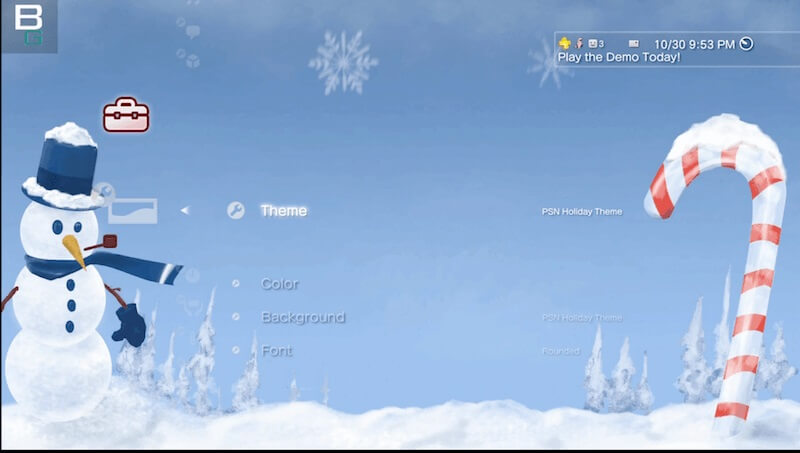 B
G
3
10/30 9:53 PM
Play the Demo Today!
Theme
PSN Holiday Theme
Color
Background
PSN Holiday Theme
Font
Rounded